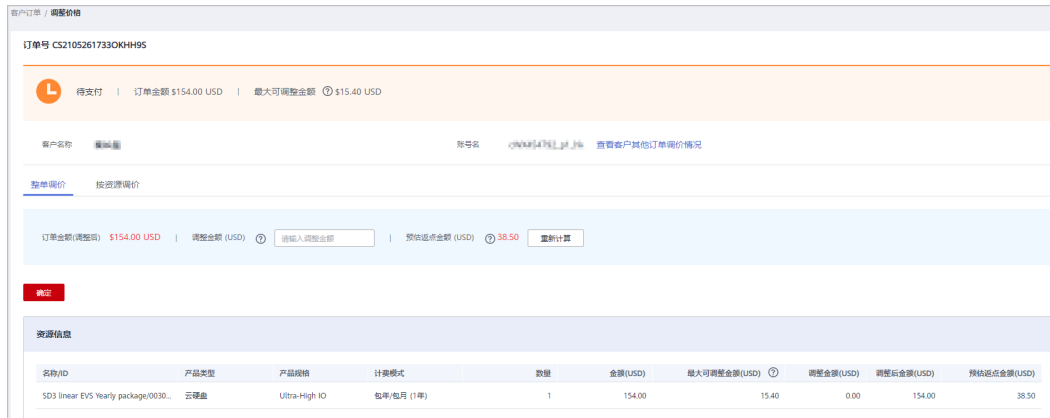 客户订单 / 调整价格
订单号 CS2105261733OKHH9S
待支付 | 订单金额 $154.00 USD | 最大可调整金额 ? $15.40 USD
客户名称 账号名 查看客户其他订单调价情况
整单调价 按资源调价
订单金额(调整后) $154.00 USD | 调整金额 (USD) ? 请输入调整金额 | 预估返点金额 (USD) ? 38.50 重新计算
确定
资源信息
名称/ID 产品类型 产品规格 计费模式 数量 金额(USD) 最大可调整金额(USD) ? 调整金额(USD) 调整后金额(USD) 预估返点金额(USD)
SD3 linear EVS Yearly package/0030... 云硬盘 Ultra-High IO 包年/包月 (1年) 1 154.00 15.40 0.00 154.00 38.50